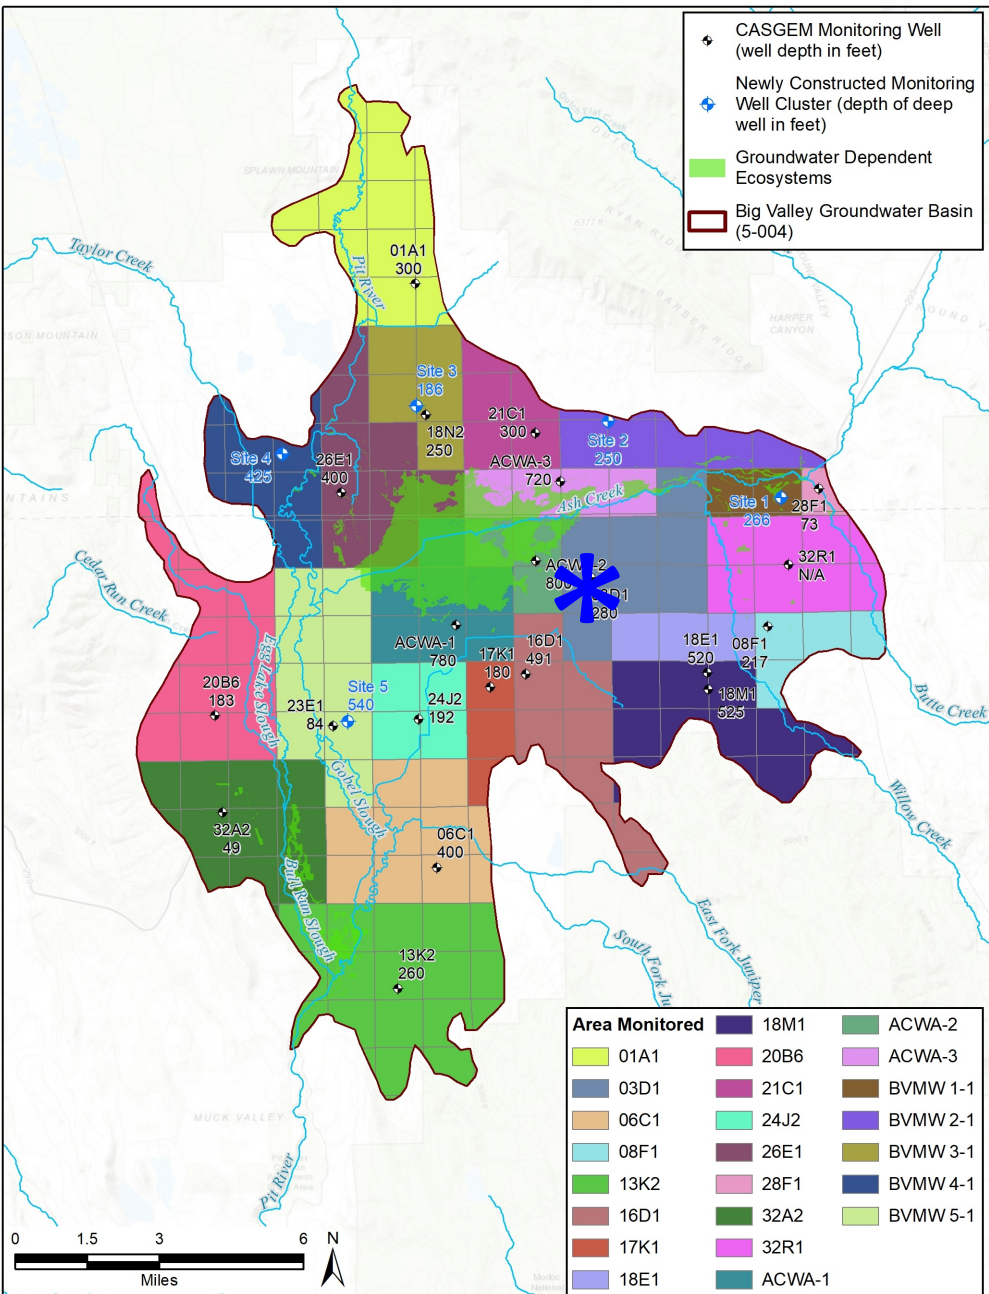 CASGEM Monitoring Well
(well depth in feet)
Newly Constructed Monitoring
Well Cluster (depth of deep
well in feet)
Groundwater Dependent
Ecosystems
Big Valley Groundwater Basin
(5-004)
SPLAWN MOUNTAIN
Taylor Creek
Pit River
01A1
300
HARPER
CANYON
Site 3
186
18N2
250
21C1
300
Site 2
250
ACWA-3
720
Site 4
425
26E1
400
Ash Creek
Site 1
266
28F1
73
32R1
N/A
ACWA-2
280
Cedar Run Creek
Egg Lake Slough
ACWA-1
780
17K1
180
16D1
491
18E1
520
08F1
217
18M1
525
Butte Creek
20B6
183
23E1
84
Site 5
540
24J2
192
Gobel Slough
Willow Creek
32A2
49
06C1
400
Bull Run Slough
East Fork Juniper
South Fork Ju
13K2
260
MUCK VALLEY
Pit River
Area Monitored
01A1
03D1
06C1
08F1
13K2
16D1
17K1
18E1
18M1
20B6
21C1
24J2
26E1
28F1
32A2
32R1
ACWA-1
ACWA-2
ACWA-3
BVMW 1-1
BVMW 2-1
BVMW 3-1
BVMW 4-1
BVMW 5-1
0 1.5 3 6
Miles
N